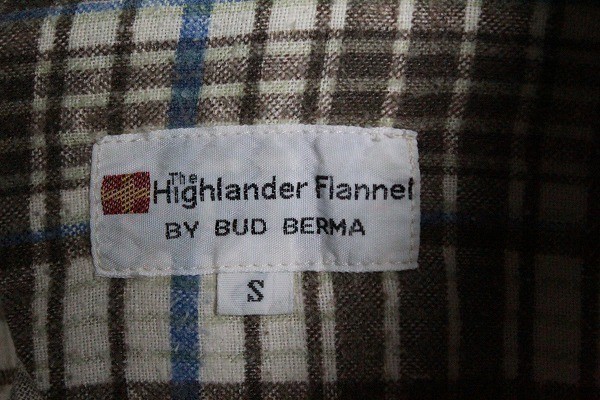 The
Highlander Flannel
BY BUD BERMA
S